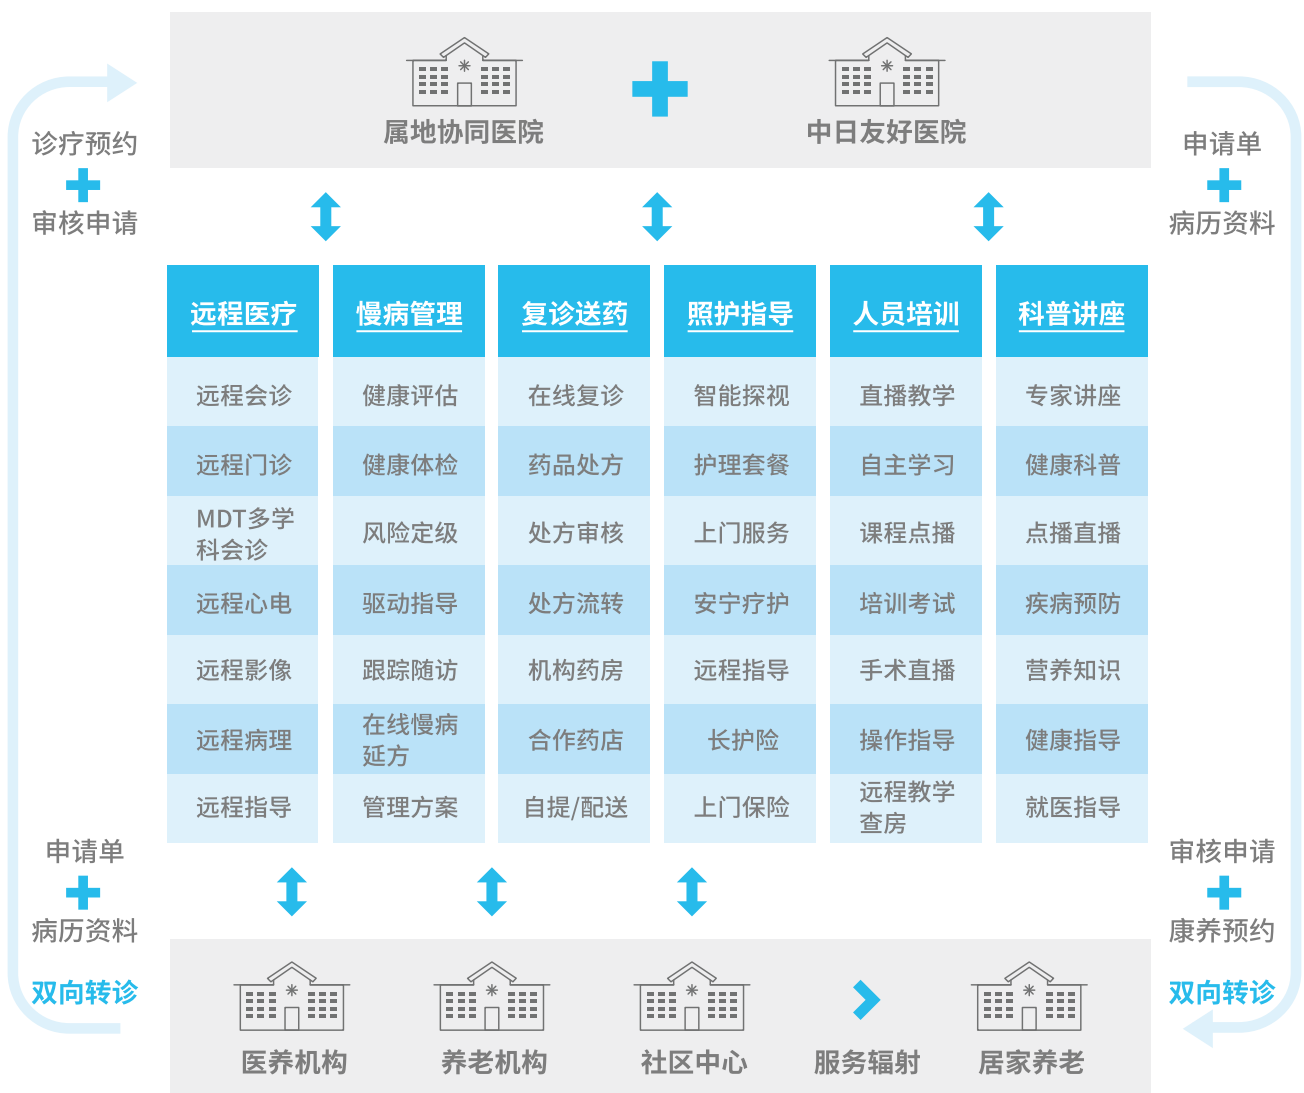 属地协同医院
中日友好医院
诊疗预约
审核申请
申请单
病历资料
远程医疗
慢病管理
复诊送药
照护指导
人员培训
科普讲座
远程会诊
健康评估
在线复诊
智能探视
直播教学
专家讲座
远程门诊
健康体检
药品处方
护理套餐
自主学习
健康科普
MDT多学
科会诊
风险定级
处方审核
上门服务
课程点播
点播直播
远程心电
驱动指导
处方流转
安宁疗护
培训考试
疾病预防
远程影像
跟踪随访
机构药房
远程指导
手术直播
营养知识
远程病理
在线慢病
延方
合作药店
长护险
操作指导
健康指导
远程指导
管理方案
自提/配送
上门保险
远程教学
查房
就医指导
申请单
病历资料
双向转诊
审核申请
康养预约
双向转诊
医养机构
养老机构
社区中心
服务辐射
居家养老